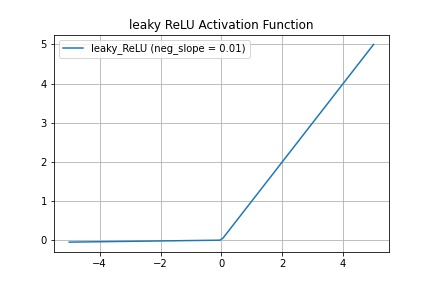 leaky ReLU Activation Function
leaky_ReLU (neg_slope = 0.01)
5
4
3
2
1
0
−4 −2 0 2 4